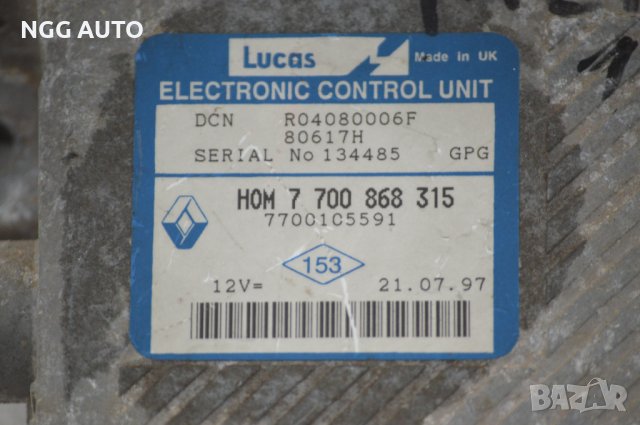 NGG AUTO
Lucas
Made in UK
ELECTRONIC CONTROL UNIT
DCN R04080006F
80617H
SERIAL No 134485 GPG
HOM 7 700 868 315
7700105591
153
12V= 21.07.97
BAZAR